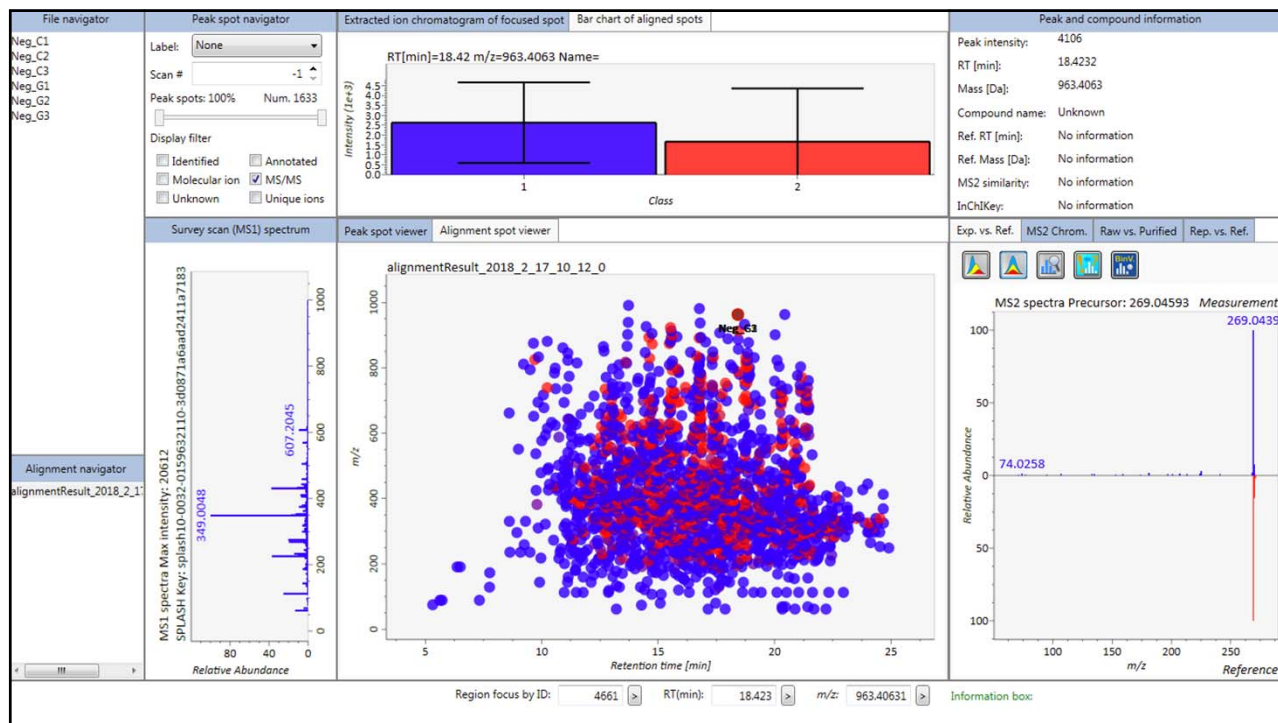 File navigator
Neg_C1
Neg_C2
Neg_C3
Neg_G1
Neg_G2
Neg_G3
Alignment navigator
alignmentResult_2018_2_17
Peak spot navigator
Label: None
Scan # -1
Peak spots: 100% Num. 1633
Display filter
Identified Annotated
Molecular ion MS/MS
Unknown Unique ions
Survey scan (MS1) spectrum
MS1 spectra Max intensity: 20612
SPLASH Key: splash10-0032-0159632110-3d0871a6aad2411a7183
349.0048
607.2045
0 200 400 600 800 1000
80 40 0
Relative Abundance
Extracted ion chromatogram of focused spot Bar chart of aligned spots
RT[min]=18.42 m/z=963.4063 Name=
Intensity (1e+3)
4.5
4.0
3.5
3.0
2.5
2.0
1.5
1.0
0.5
0.0
1 2
Class
Peak spot viewer Alignment spot viewer
alignmentResult_2018_2_17_10_12_0
m/z
1000
800
600
400
200
0
5 10 15 20 25
Retention time [min]
Peak and compound information
Peak intensity: 4106
RT [min]: 18.4232
Mass [Da]: 963.4063
Compound name: Unknown
Ref. RT [min]: No information
Ref. Mass [Da]: No information
MS2 similarity: No information
InChIKey: No information
Exp. vs. Ref. MS2 Chrom. Raw vs. Purified Rep. vs. Ref.
BinV.
MS2 spectra Precursor: 269.04593 Measurement
269.0439
74.0258
Relative Abundance
100
50
0
50
100
100 150 200 250
m/z
Reference
Region focus by ID: 4661 > RT(min): 18.423 > m/z: 963.40631 > Information box: